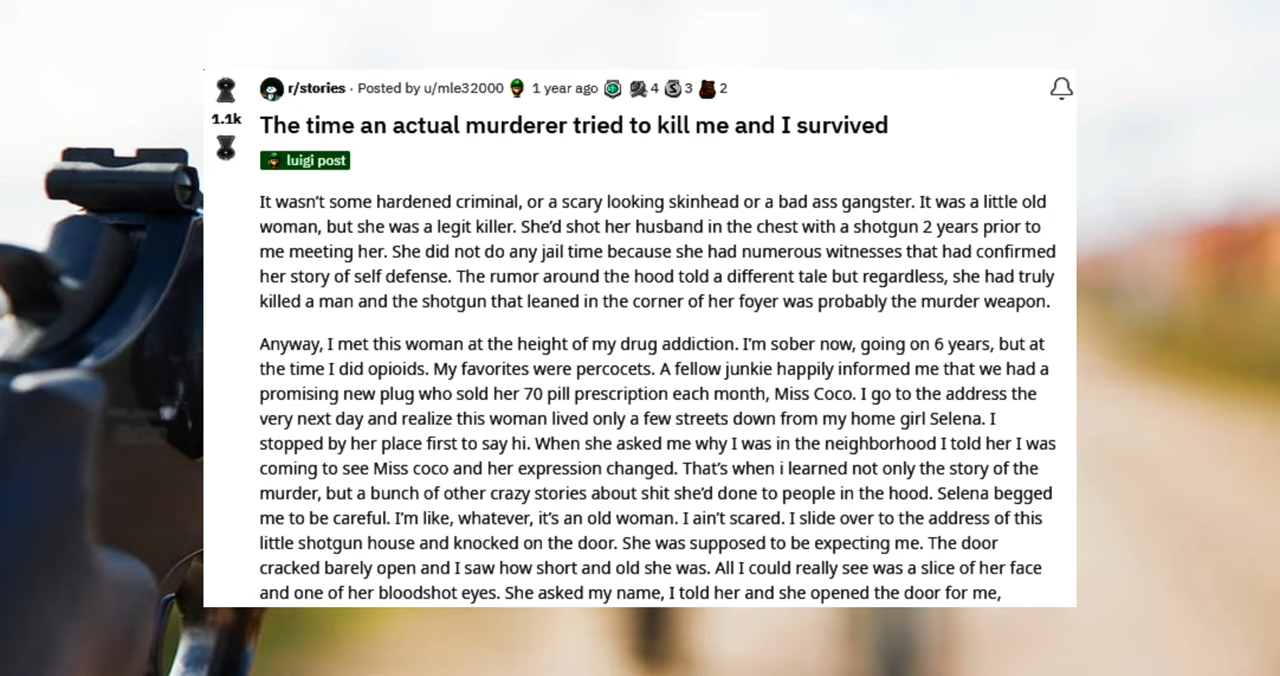 r/stories · Posted by u/mle32000 1 year ago 4 3 2
1.1k
The time an actual murderer tried to kill me and I survived
luigi post
It wasn’t some hardened criminal, or a scary looking skinhead or a bad ass gangster. It was a little old
woman, but she was a legit killer. She’d shot her husband in the chest with a shotgun 2 years prior to
me meeting her. She did not do any jail time because she had numerous witnesses that had confirmed
her story of self defense. The rumor around the hood told a different tale but regardless, she had truly
killed a man and the shotgun that leaned in the corner of her foyer was probably the murder weapon.
Anyway, I met this woman at the height of my drug addiction. I’m sober now, going on 6 years, but at
the time I did opioids. My favorites were percocets. A fellow junkie happily informed me that we had a
promising new plug who sold her 70 pill prescription each month, Miss Coco. I go to the address the
very next day and realize this woman lived only a few streets down from my home girl Selena. I
stopped by her place first to say hi. When she asked me why I was in the neighborhood I told her I was
coming to see Miss coco and her expression changed. That’s when i learned not only the story of the
murder, but a bunch of other crazy stories about shit she’d done to people in the hood. Selena begged
me to be careful. I’m like, whatever, it’s an old woman. I ain’t scared. I slide over to the address of this
little shotgun house and knocked on the door. She was supposed to be expecting me. The door
cracked barely open and I saw how short and old she was. All I could really see was a slice of her face
and one of her bloodshot eyes. She asked my name, I told her and she opened the door for me,